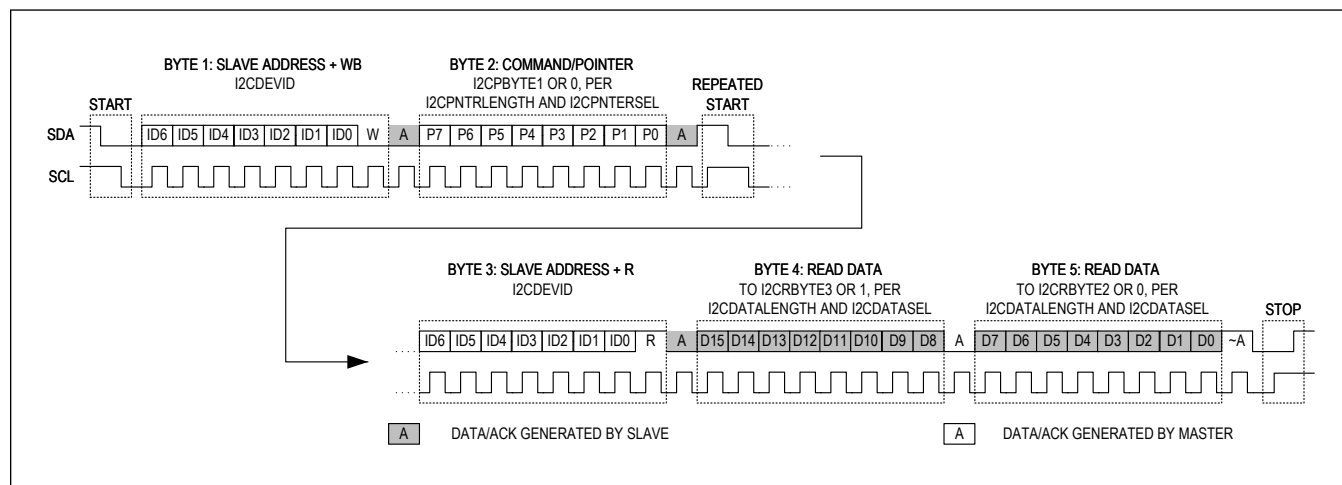 BYTE 1: SLAVE ADDRESS + WB
I2CDEVID
BYTE 2: COMMAND/POINTER
I2CPBYTE1 OR 0, PER
I2CPNTRLENGTH AND I2CPNTERSEL
START
REPEATED
START
SDA
ID6 ID5 ID4 ID3 ID2 ID1 ID0 W A P7 P6 P5 P4 P3 P2 P1 P0 A
SCL
BYTE 3: SLAVE ADDRESS + R
I2CDEVID
BYTE 4: READ DATA
TO I2CRBYTE3 OR 1, PER
I2CDATALENGTH AND I2CDATASEL
BYTE 5: READ DATA
TO I2CRBYTE2 OR 0, PER
I2CDATALENGTH AND I2CDATASEL
STOP
ID6 ID5 ID4 ID3 ID2 ID1 ID0 R A D15 D14 D13 D12 D11 D10 D9 D8 A D7 D6 D5 D4 D3 D2 D1 D0 ~A
A DATA/ACK GENERATED BY SLAVE
A DATA/ACK GENERATED BY MASTER